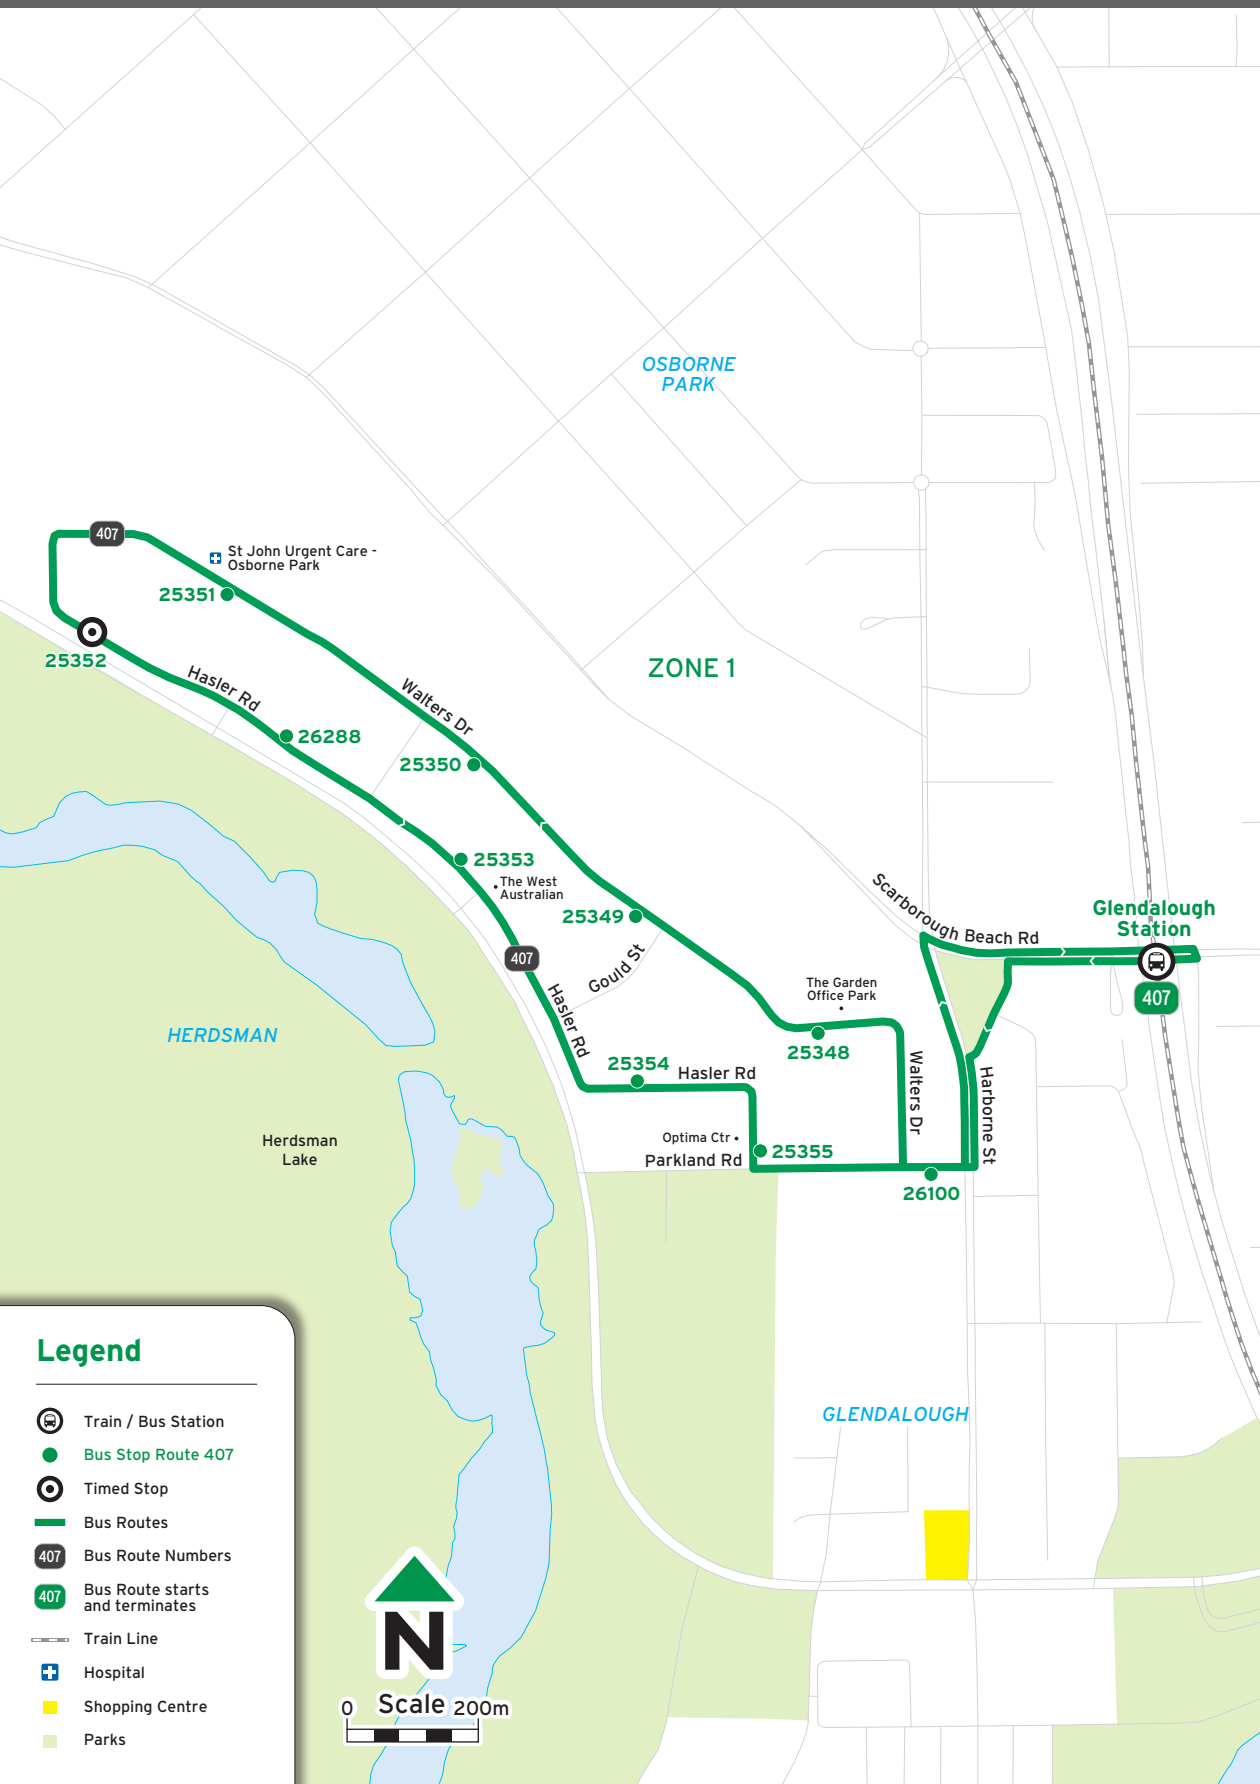 OSBORNE
PARK
407
St John Urgent Care -
Osborne Park
25351
25352
Hasler Rd
ZONE 1
Walters Dr
26288
25350
25353
The West
Australian
25349
Scarborough Beach Rd
Glendalough
Station
407
407
Gould St
The Garden
Office Park
Hasler Rd
HERDSMAN
25348
25354
Hasler Rd
Walters Dr
Harborne St
Herdsman
Lake
Optima Ctr
25355
Parkland Rd
26100
GLENDALOUGH
Legend
Train / Bus Station
Bus Stop Route 407
Timed Stop
Bus Routes
407
Bus Route Numbers
407
Bus Route starts
and terminates
Train Line
Hospital
Shopping Centre
Parks
N
0 Scale 200m